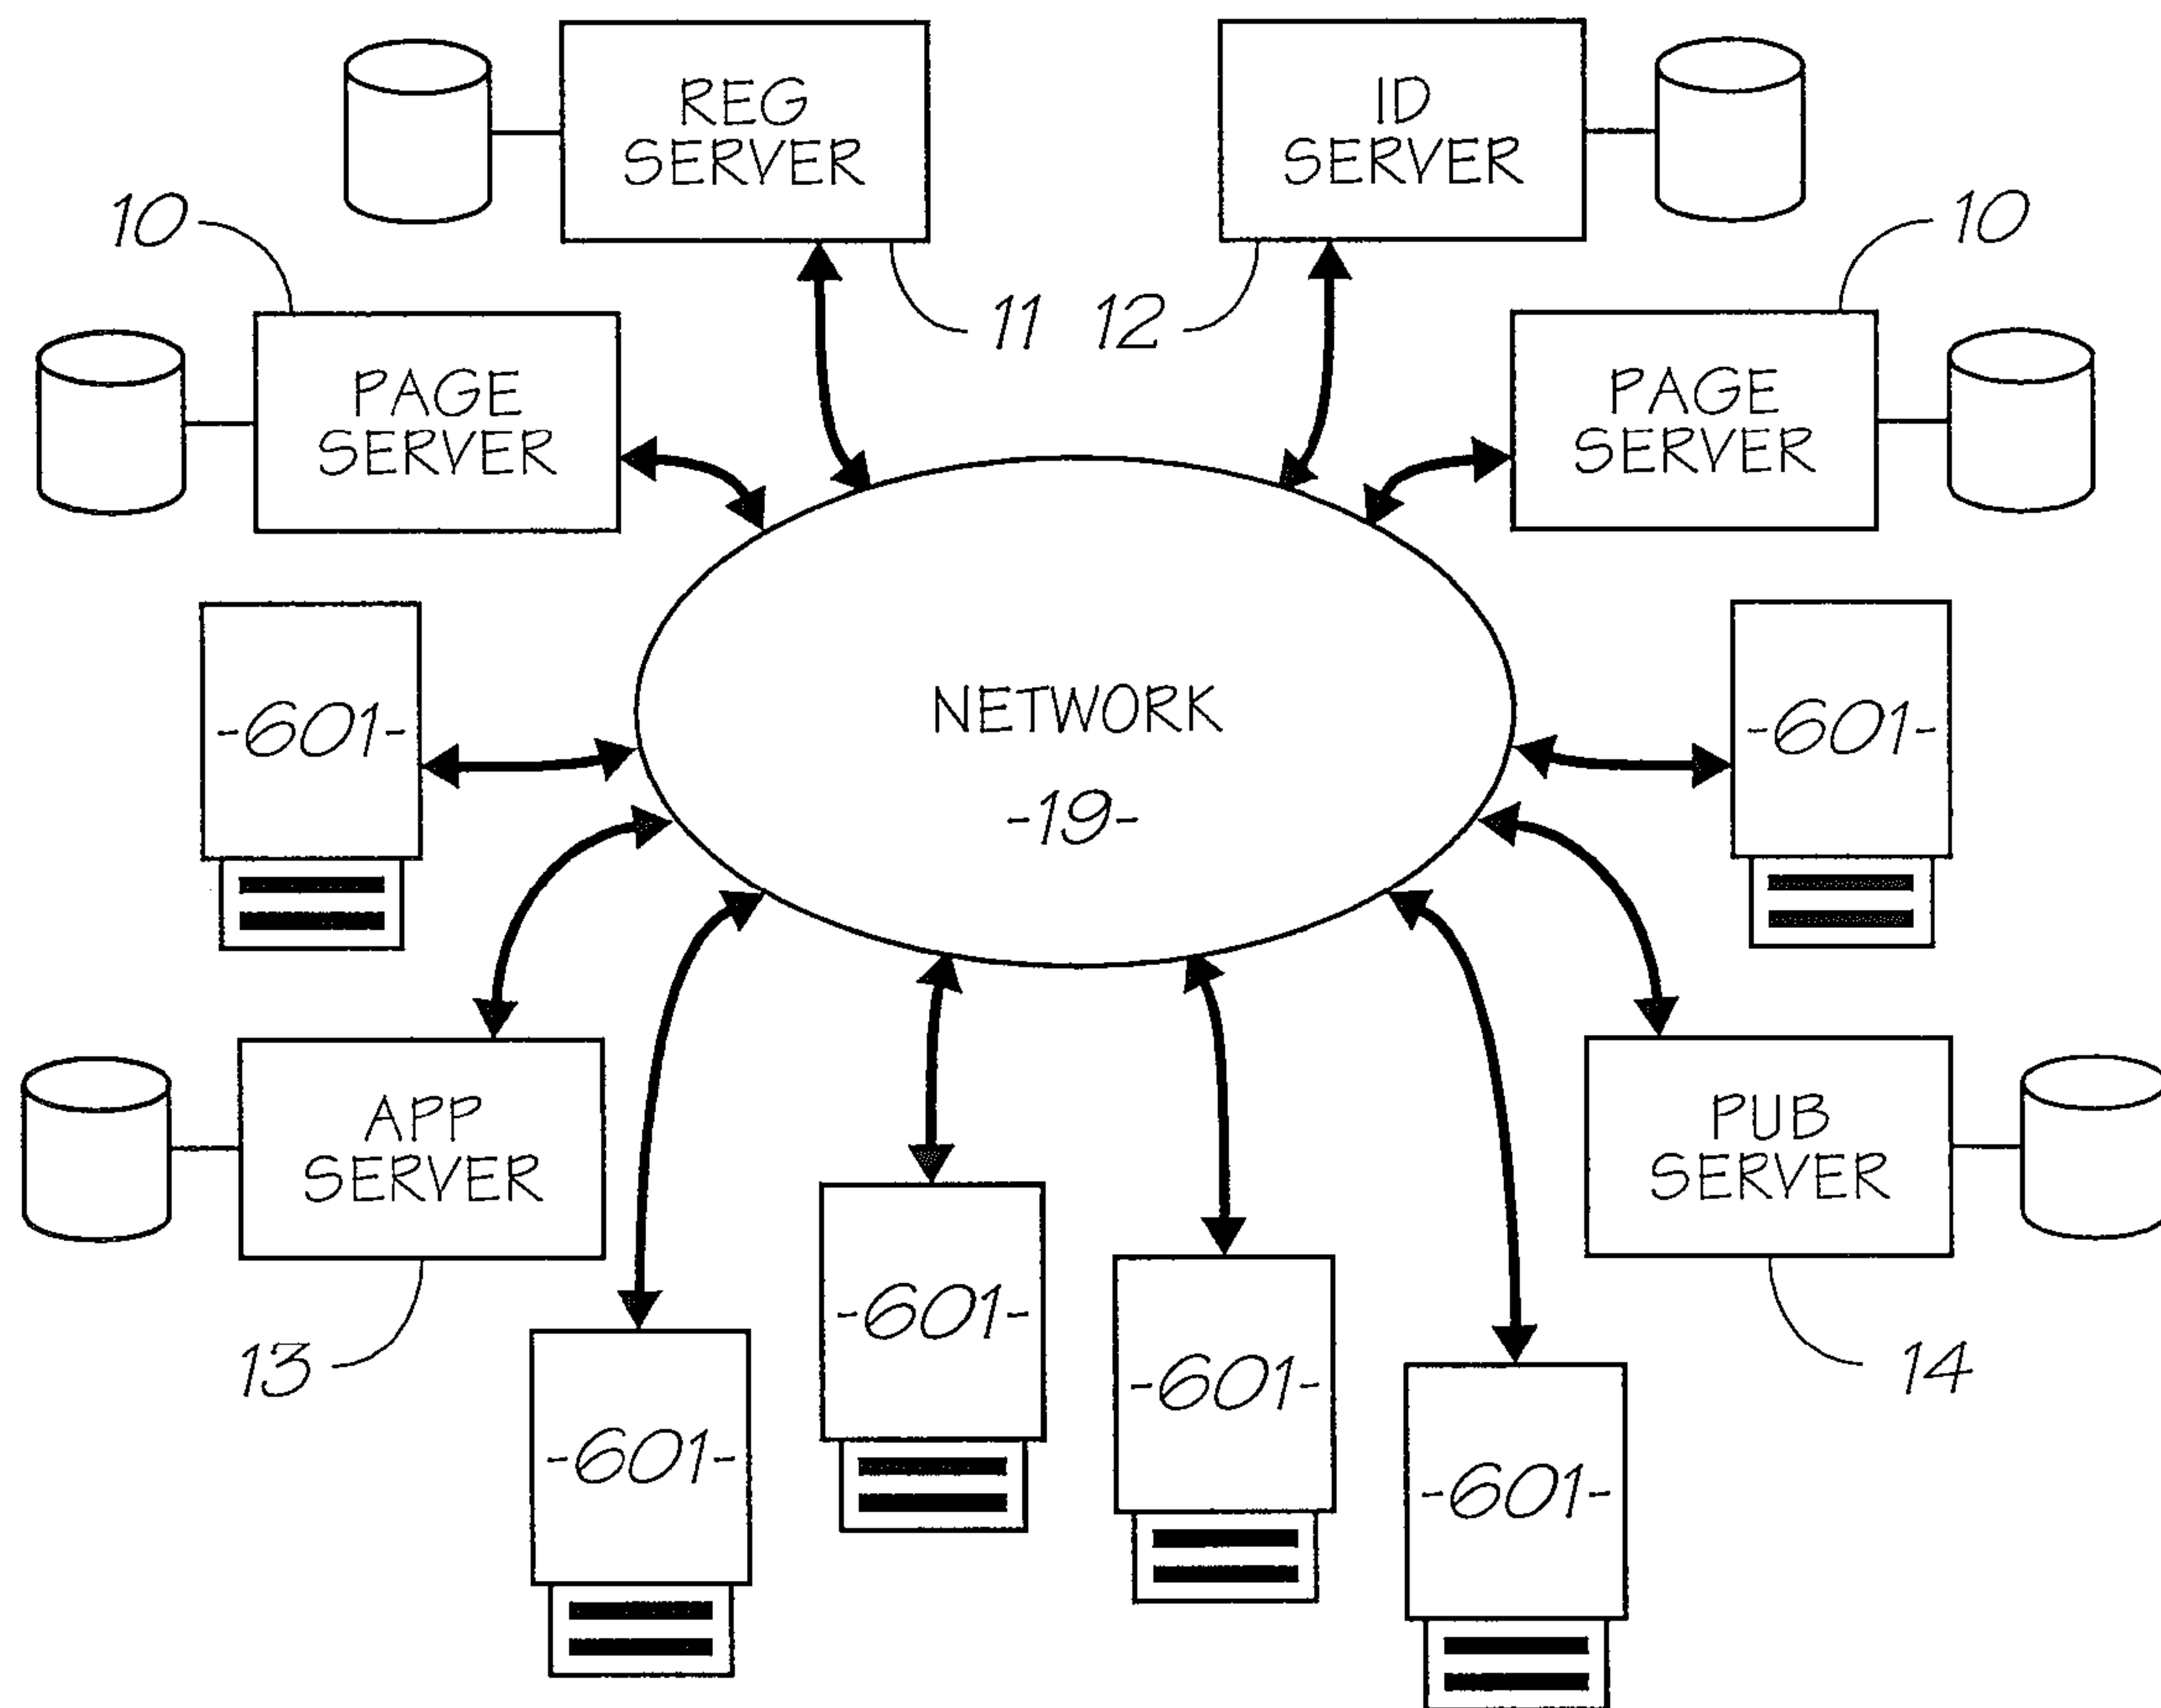 REG
SERVER
ID
SERVER
10
10
11
12
PAGE
SERVER
PAGE
SERVER
-601-
NETWORK
-19-
-601-
APP
SERVER
PUB
SERVER
13
14
-601-
-601-
-601-
-601-